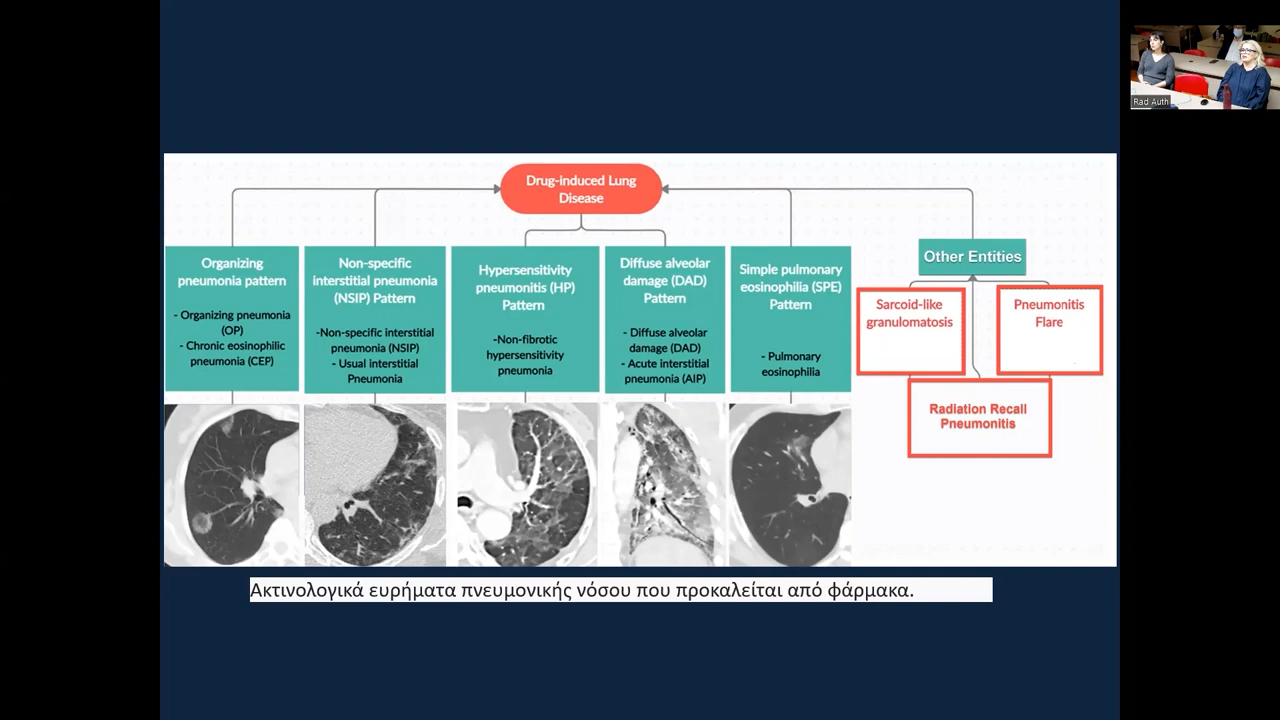 Drug-induced Lung
Disease
Organizing
pneumonia pattern
- Organizing pneumonia
(OP)
- Chronic eosinophilic
pneumonia (CEP)
Non-specific
interstitial pneumonia
(NSIP) Pattern
-Non-specific interstitial
pneumonia (NSIP)
- Usual interstitial
Pneumonia
Hypersensitivity
pneumonitis (HP)
Pattern
-Non-fibrotic
hypersensitivity
pneumonia
Diffuse alveolar
damage (DAD)
Pattern
- Diffuse alveolar
damage (DAD)
- Acute interstitial
pneumonia (AIP)
Simple pulmonary
eosinophilia (SPE)
Pattern
- Pulmonary
eosinophilia
Other Entities
Sarcoid-like
granulomatosis
Pneumonitis
Flare
Radiation Recall
Pneumonitis
Ακτινολογικά ευρήματα πνευμονικής νόσου που προκαλείται από φάρμακα.
Rad Auth